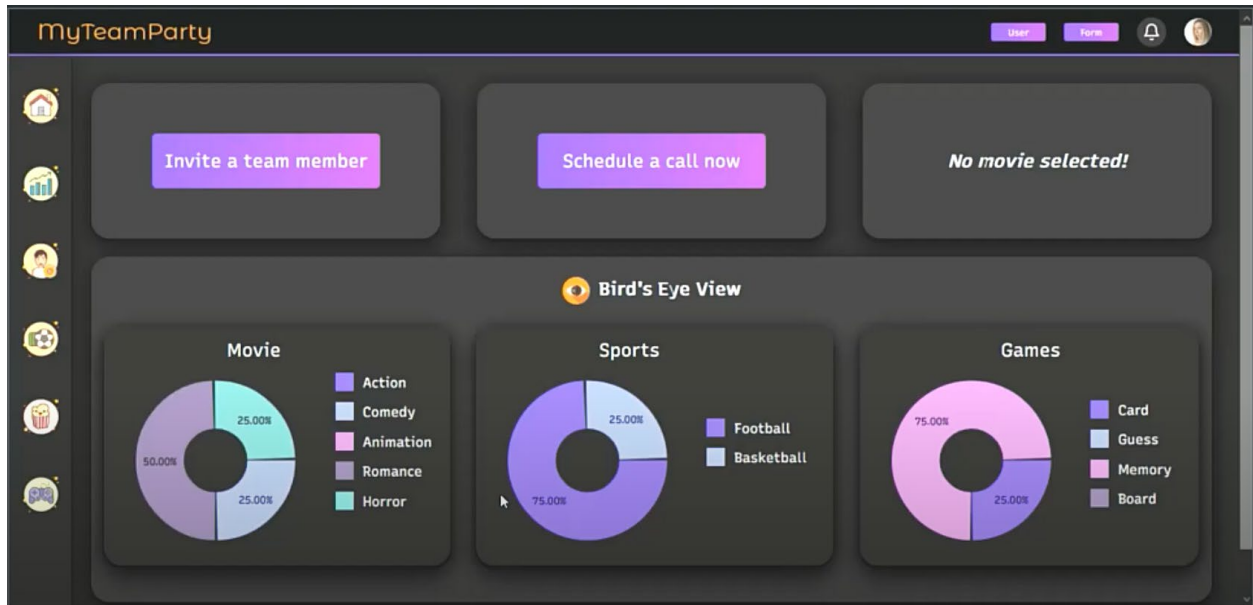 MyTeamParty
User
Form
Invite a team member
Schedule a call now
No movie selected!
Bird's Eye View
Movie
25.00%
50.00%
25.00%
Action
Comedy
Animation
Romance
Horror
Sports
25.00%
75.00%
Football
Basketball
Games
75.00%
25.00%
Card
Guess
Memory
Board